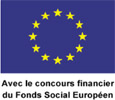 Avec le concours financier
du Fonds Social Européen